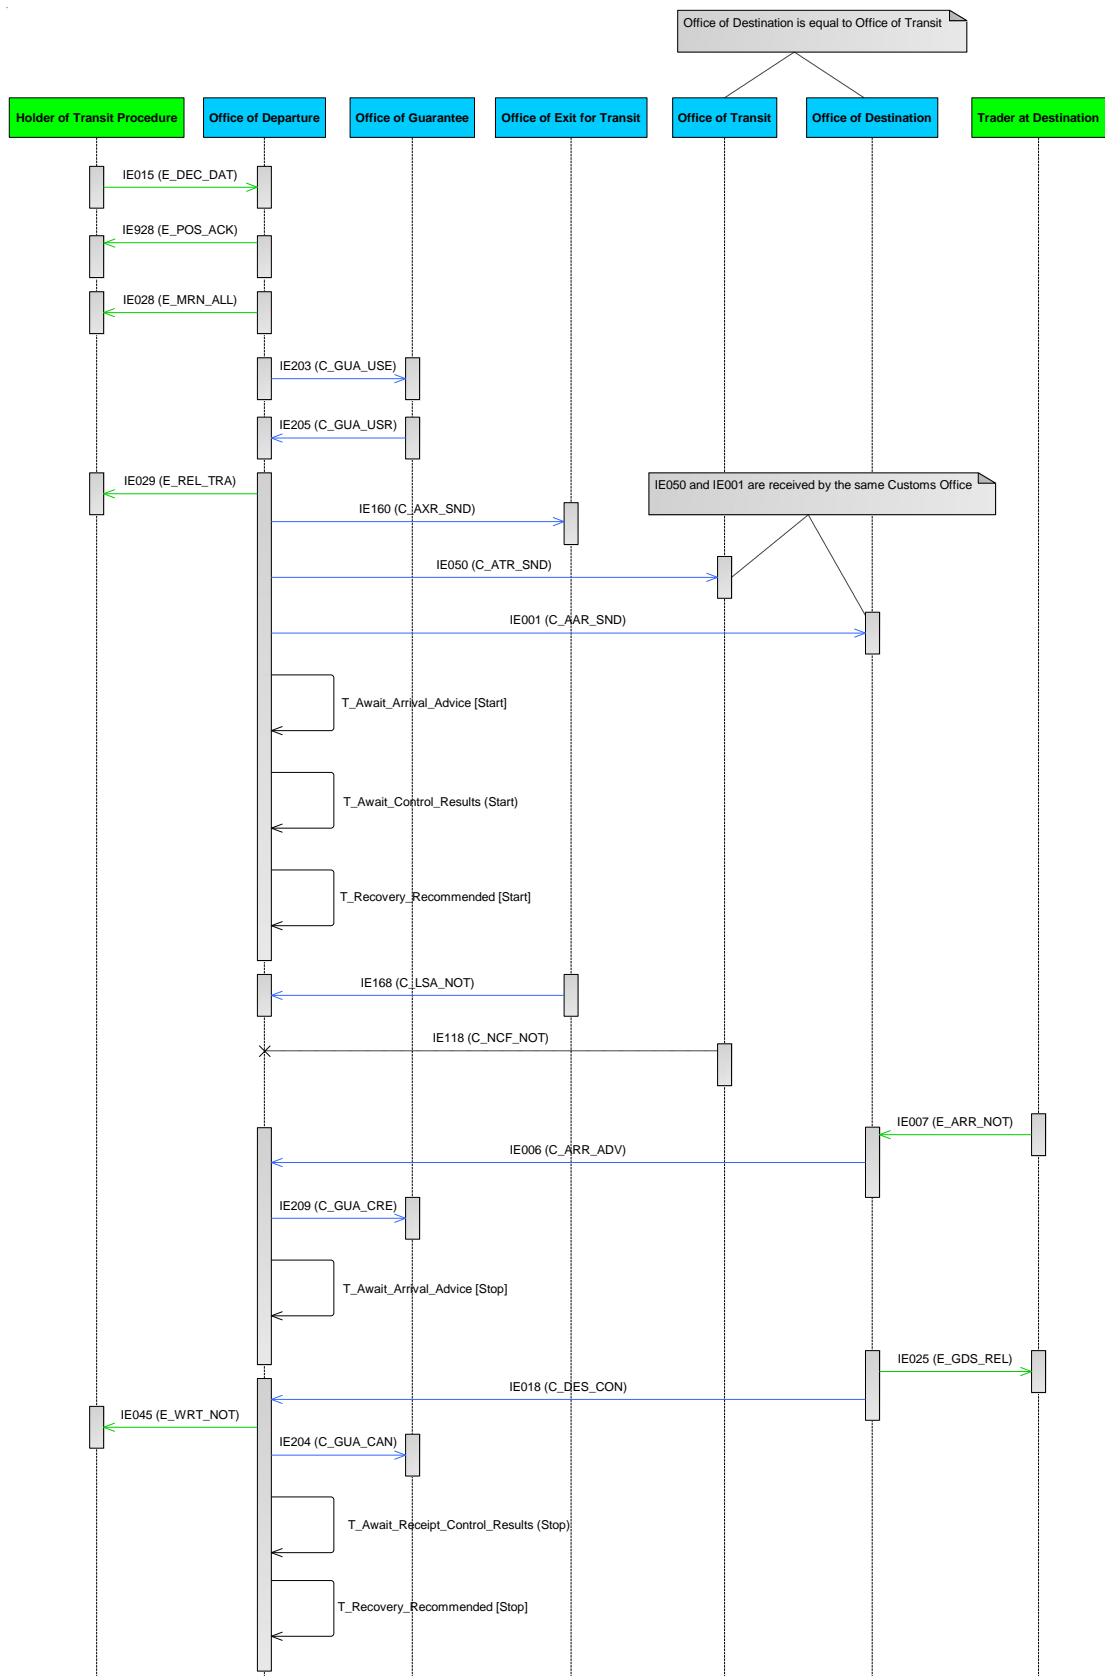 Office of Destination is equal to Office of Transit
Holder of Transit Procedure
Office of Departure
Office of Guarantee
Office of Exit for Transit
Office of Transit
Office of Destination
Trader at Destination
IE015 (E_DEC_DAT)
IE928 (E_POS_ACK)
IE028 (E_MRN_ALL)
IE203 (C_GUA_USE)
IE205 (C_GUA_USR)
IE029 (E_REL_TRA)
IE050 and IE001 are received by the same Customs Office
IE160 (C_AXR_SND)
IE050 (C_ATR_SND)
IE001 (C_AAR_SND)
T_Await_Arrival_Advice [Start]
T_Await_Control_Results (Start)
T_Recovery_Recommended [Start]
IE168 (C_LSA_NOT)
IE118 (C_NCF_NOT)
IE007 (E_ARR_NOT)
IE006 (C_ARR_ADV)
IE209 (C_GUA_CRE)
T_Await_Arrival_Advice [Stop]
IE025 (E_GDS_REL)
IE018 (C_DES_CON)
IE045 (E_WRT_NOT)
IE204 (C_GUA_CAN)
T_Await_Receipt_Control_Results (Stop)
T_Recovery_Recommended [Stop]